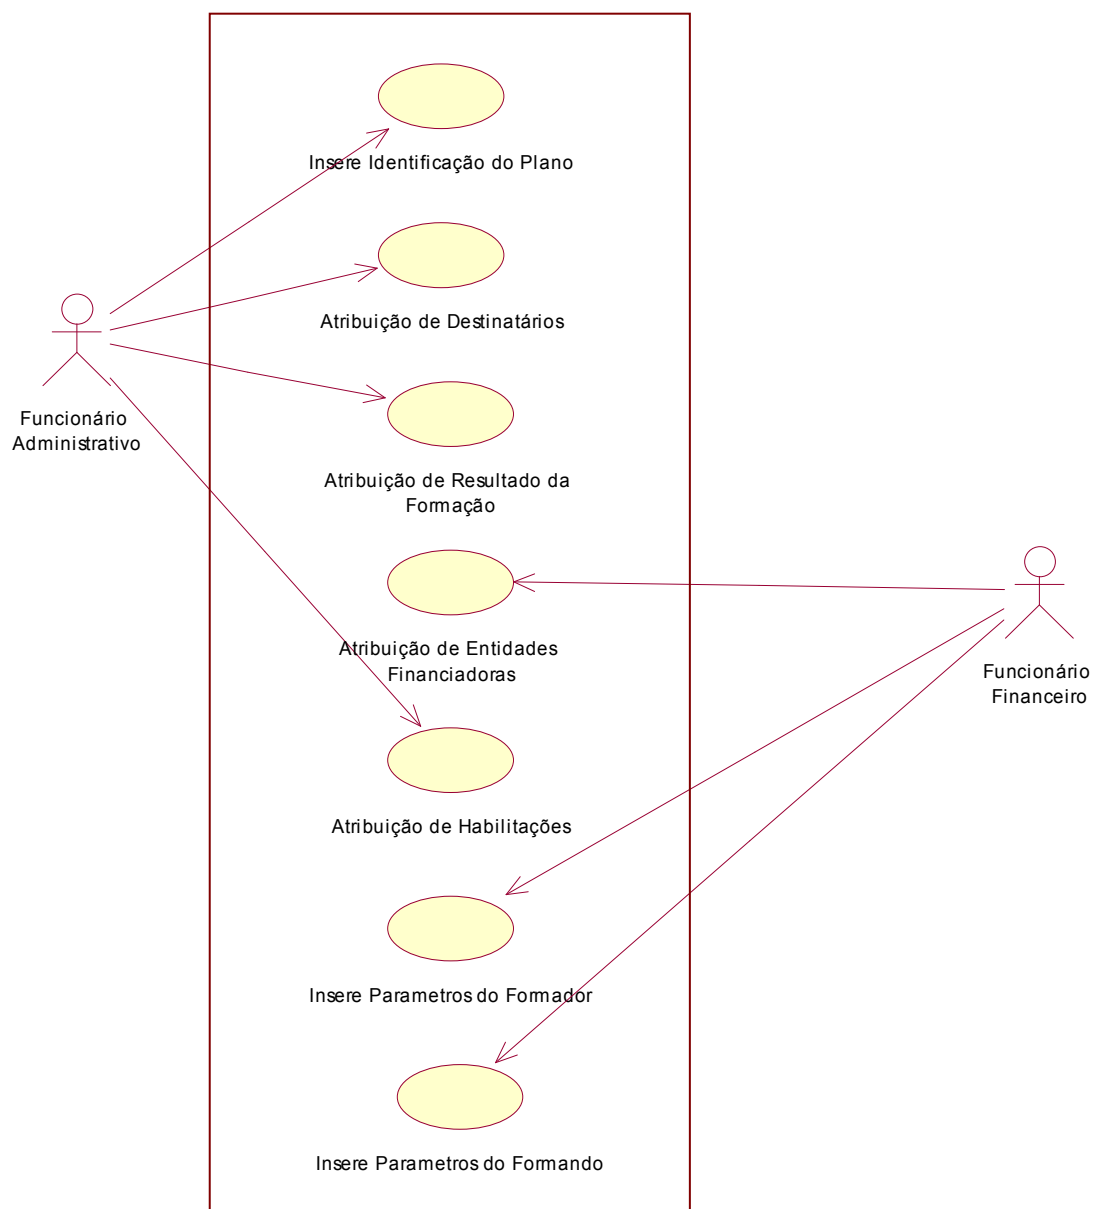 Insere Identificação do Plano
Atribuição de Destinatários
Funcionário
Administrativo
Atribuição de Resultado da
Formação
Atribuição de Entidades
Financiadoras
Funcionário
Financeiro
Atribuição de Habilitações
Insere Parametros do Formador
Insere Parametros do Formando